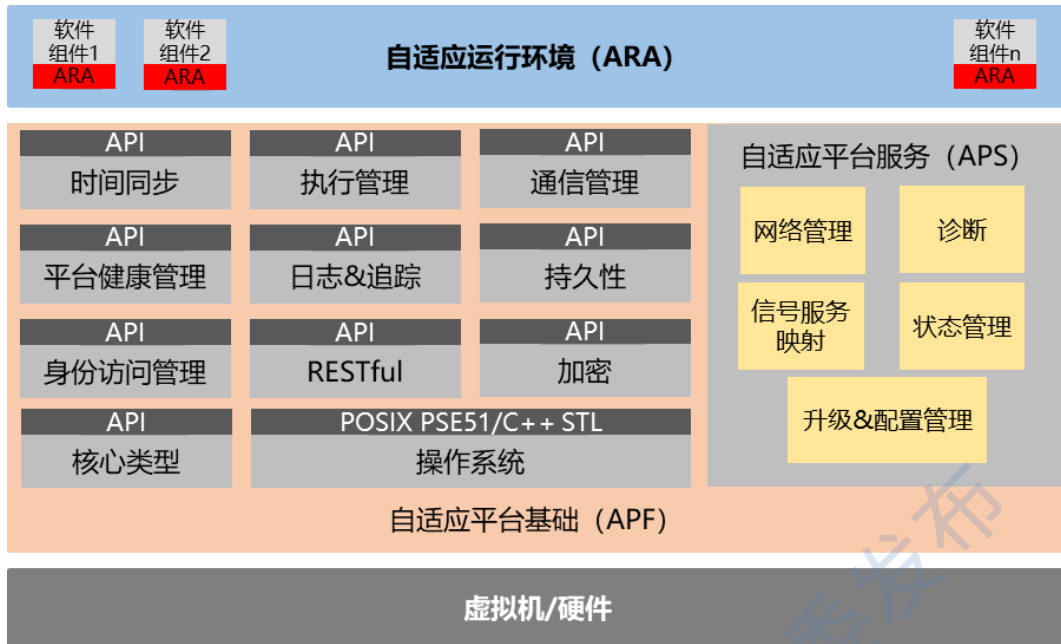 软件
组件1
ARA
软件
组件2
ARA
自适应运行环境（ARA）
软件
组件n
ARA
API
时间同步
API
执行管理
API
通信管理
API
平台健康管理
API
日志&追踪
API
持久性
API
身份访问管理
API
RESTful
API
加密
API
核心类型
POSIX PSE51/C++ STL
操作系统
自适应平台服务（APS）
网络管理
诊断
信号服务
映射
状态管理
升级&配置管理
自适应平台基础（APF）
虚拟机/硬件
发布